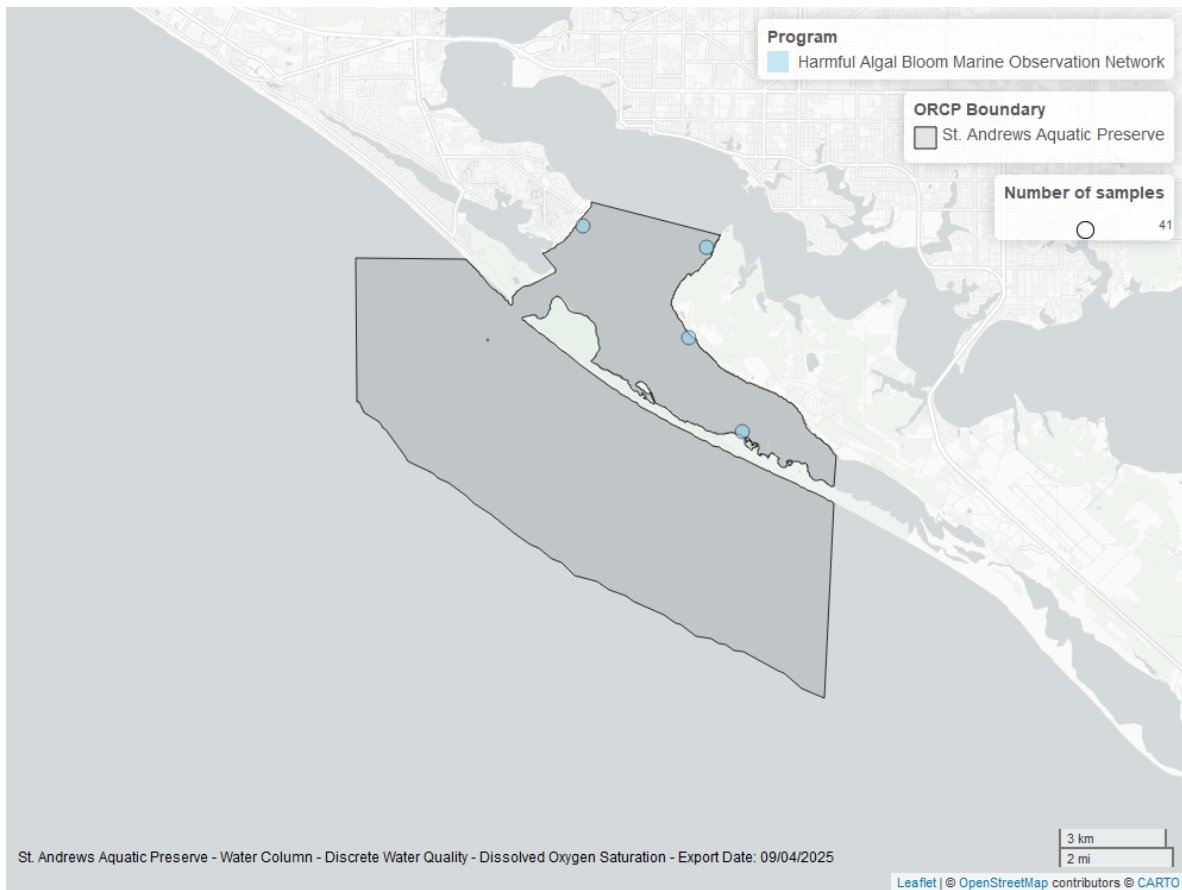 Program
Harmful Algal Bloom Marine Observation Network
ORCP Boundary
St. Andrews Aquatic Preserve
Number of samples
41
3 km
2 mi
St. Andrews Aquatic Preserve - Water Column - Discrete Water Quality - Dissolved Oxygen Saturation - Export Date: 09/04/2025
Leaflet | © OpenStreetMap contributors © CARTO